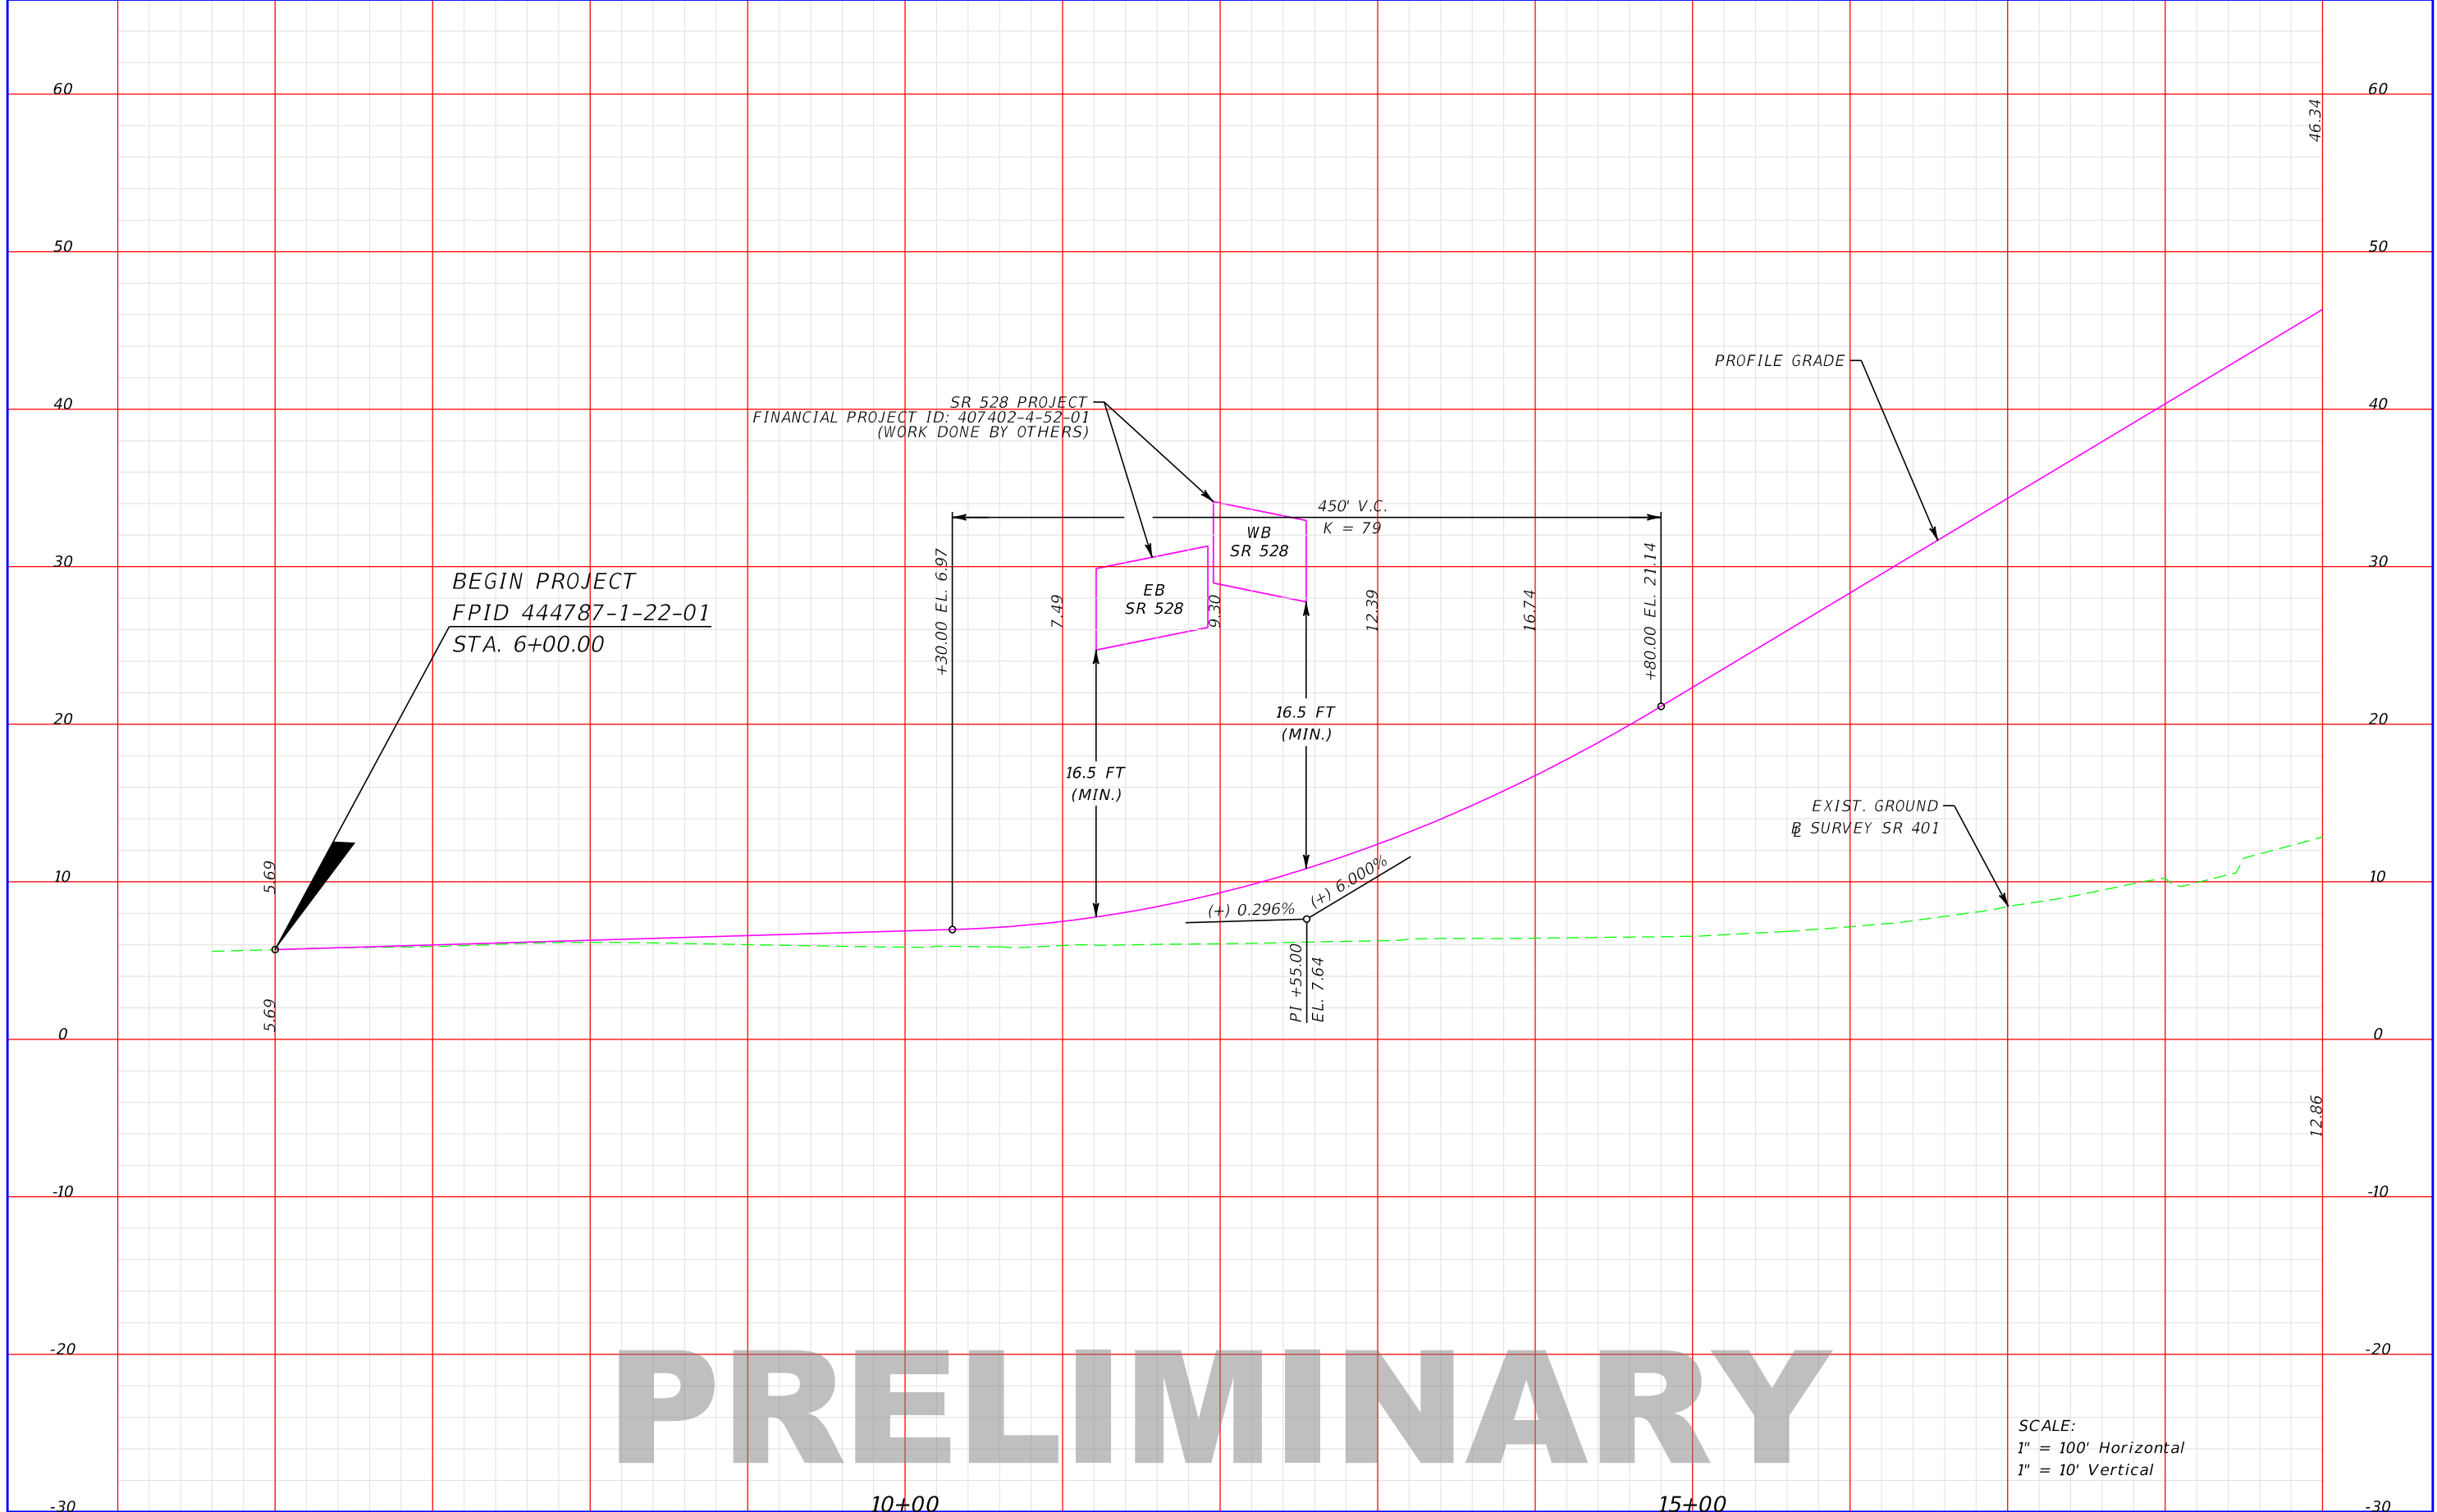 60
60
46.34
50
50
PROFILE GRADE
SR 528 PROJECT
FINANCIAL PROJECT ID: 407402-4-52-01
(WORK DONE BY OTHERS)
40
40
450' V.C.
K = 79
WB
SR 528
EB
SR 528
30
30
BEGIN PROJECT
FPID 444787-1-22-01
STA. 6+00.00
+30.00 EL. 6.97
7.49
9.30
12.39
16.74
+80.00 EL. 21.14
20
20
16.5 FT
(MIN.)
16.5 FT
(MIN.)
EXIST. GROUND
BL SURVEY SR 401
10
10
5.69
(+) 0.296%
(+) 6.000%
PI +55.00
EL. 7.64
5.69
0
0
12.86
-10
-10
-20
-20
PRELIMINARY
SCALE:
1" = 100' Horizontal
1" = 10' Vertical
-30
10+00
15+00
-30